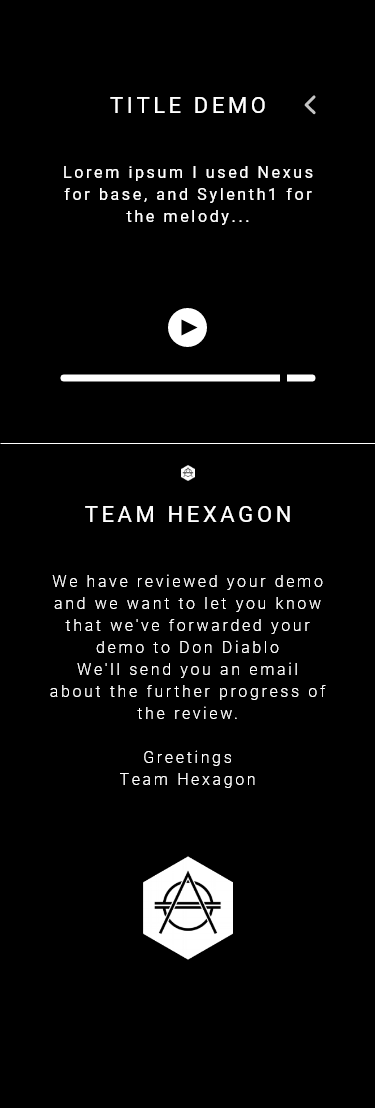 TITLE DEMO
Lorem ipsum I used Nexus
for base, and Sylenth1 for
the melody...
TEAM HEXAGON
We have reviewed your demo
and we want to let you know
that we've forwarded your
demo to Don Diablo
We'll send you an email
about the further progress of
the review.
Greetings
Team Hexagon